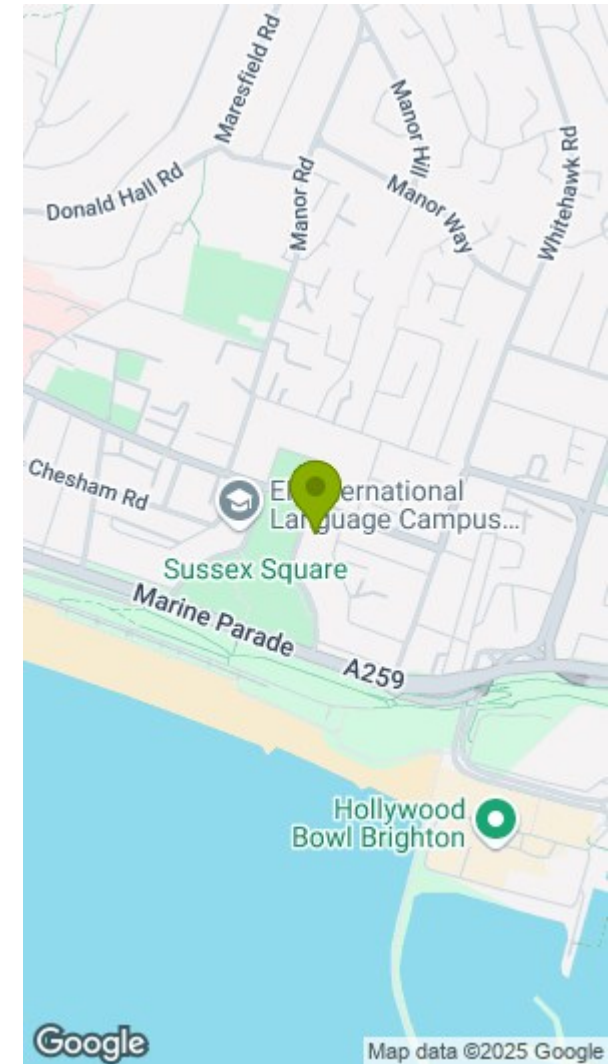 Maresfield Rd
Manor Hill
Donald Hall Rd
Manor Rd
Manor Way
Whitehawk Rd
Chesham Rd
Language Campus...
Sussex Square
Marine Parade
A259
Hollywood
Bowl Brighton
Google
Map data ©2025 Google